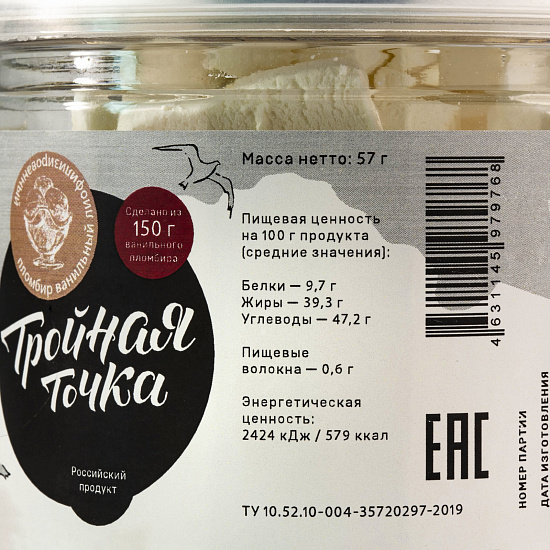 пломбир ванильный
сублимированный
Сделано из
150 г
ванильного
пломбира
Тройная
точка
Российский
продукт
Масса нетто: 57 г
Пищевая ценность
на 100 г продукта
(средние значения):
Белки — 9,7 г
Жиры — 39,3 г
Углеводы — 47,2 г
Пищевые
волокна — 0,6 г
Энергетическая
ценность:
2424 кДж / 579 ккал
ТУ 10.52.10-004-35720297-2019
4 631145 979768
EAC
НОМЕР ПАРТИИ
ДАТА ИЗГОТОВЛЕНИЯ